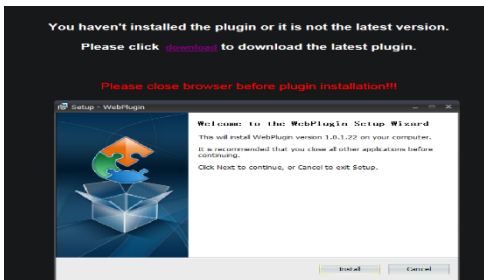 You haven't installed the plugin or it is not the latest version.
Please click download to download the latest plugin.
Please close browser before plugin installation!!!
Setup - WebPlugin
Welcome to the WebPlugin Setup Wizard
This will install WebPlugin version 1.0.1.22 on your computer.
It is recommended that you close all other applications before
continuing.
Click Next to continue, or Cancel to exit Setup.
Install Cancel